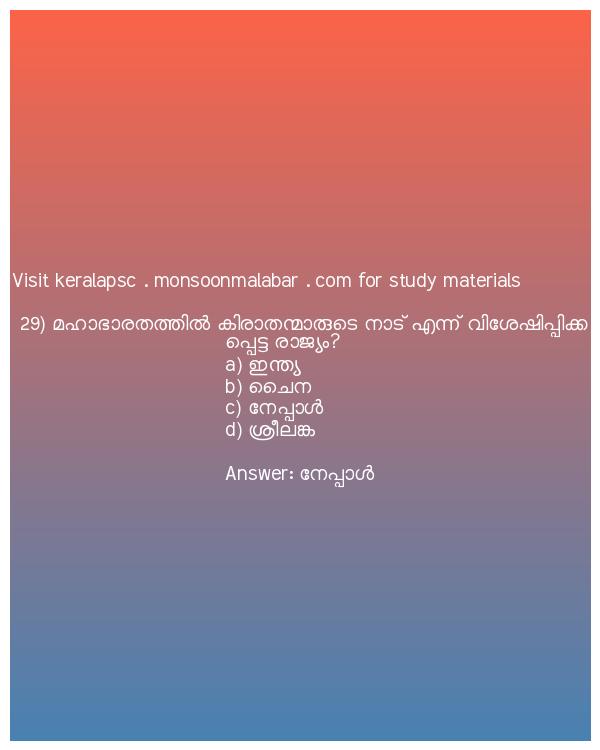 Visit keralapsc . monsoonmalabar . com for study materials
29) മഹാഭാരതത്തിൽ കിരാതന്മാരുടെ നാട് എന്ന് വിശേഷിപ്പിക്ക
പ്പെട്ട രാജ്യം?
a) ഇന്ത്യ
b) ചൈന
c) നേപ്പാൾ
d) ശ്രീലങ്ക
Answer: നേപ്പാൾ